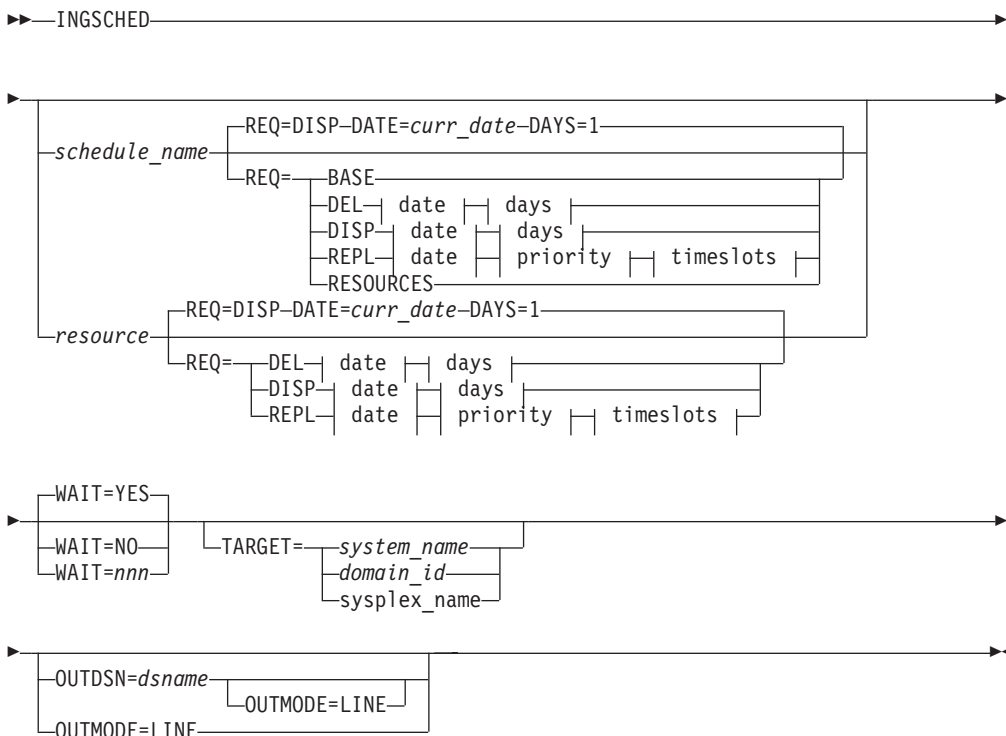 INGSCHED
REQ=DISP–DATE=curr_date–DAYS=1
schedule_name
REQ= BASE
DEL date days
DISP date days
REPL date priority timeslots
RESOURCES
REQ=DISP–DATE=curr_date–DAYS=1
resource
REQ= DEL date days
DISP date days
REPL date priority timeslots
WAIT=YES
WAIT=NO
WAIT=nnn
TARGET= system_name
domain_id
sysplex_name
OUTDSN=dsname
OUTMODE=LINE
OUTMODE=LINE